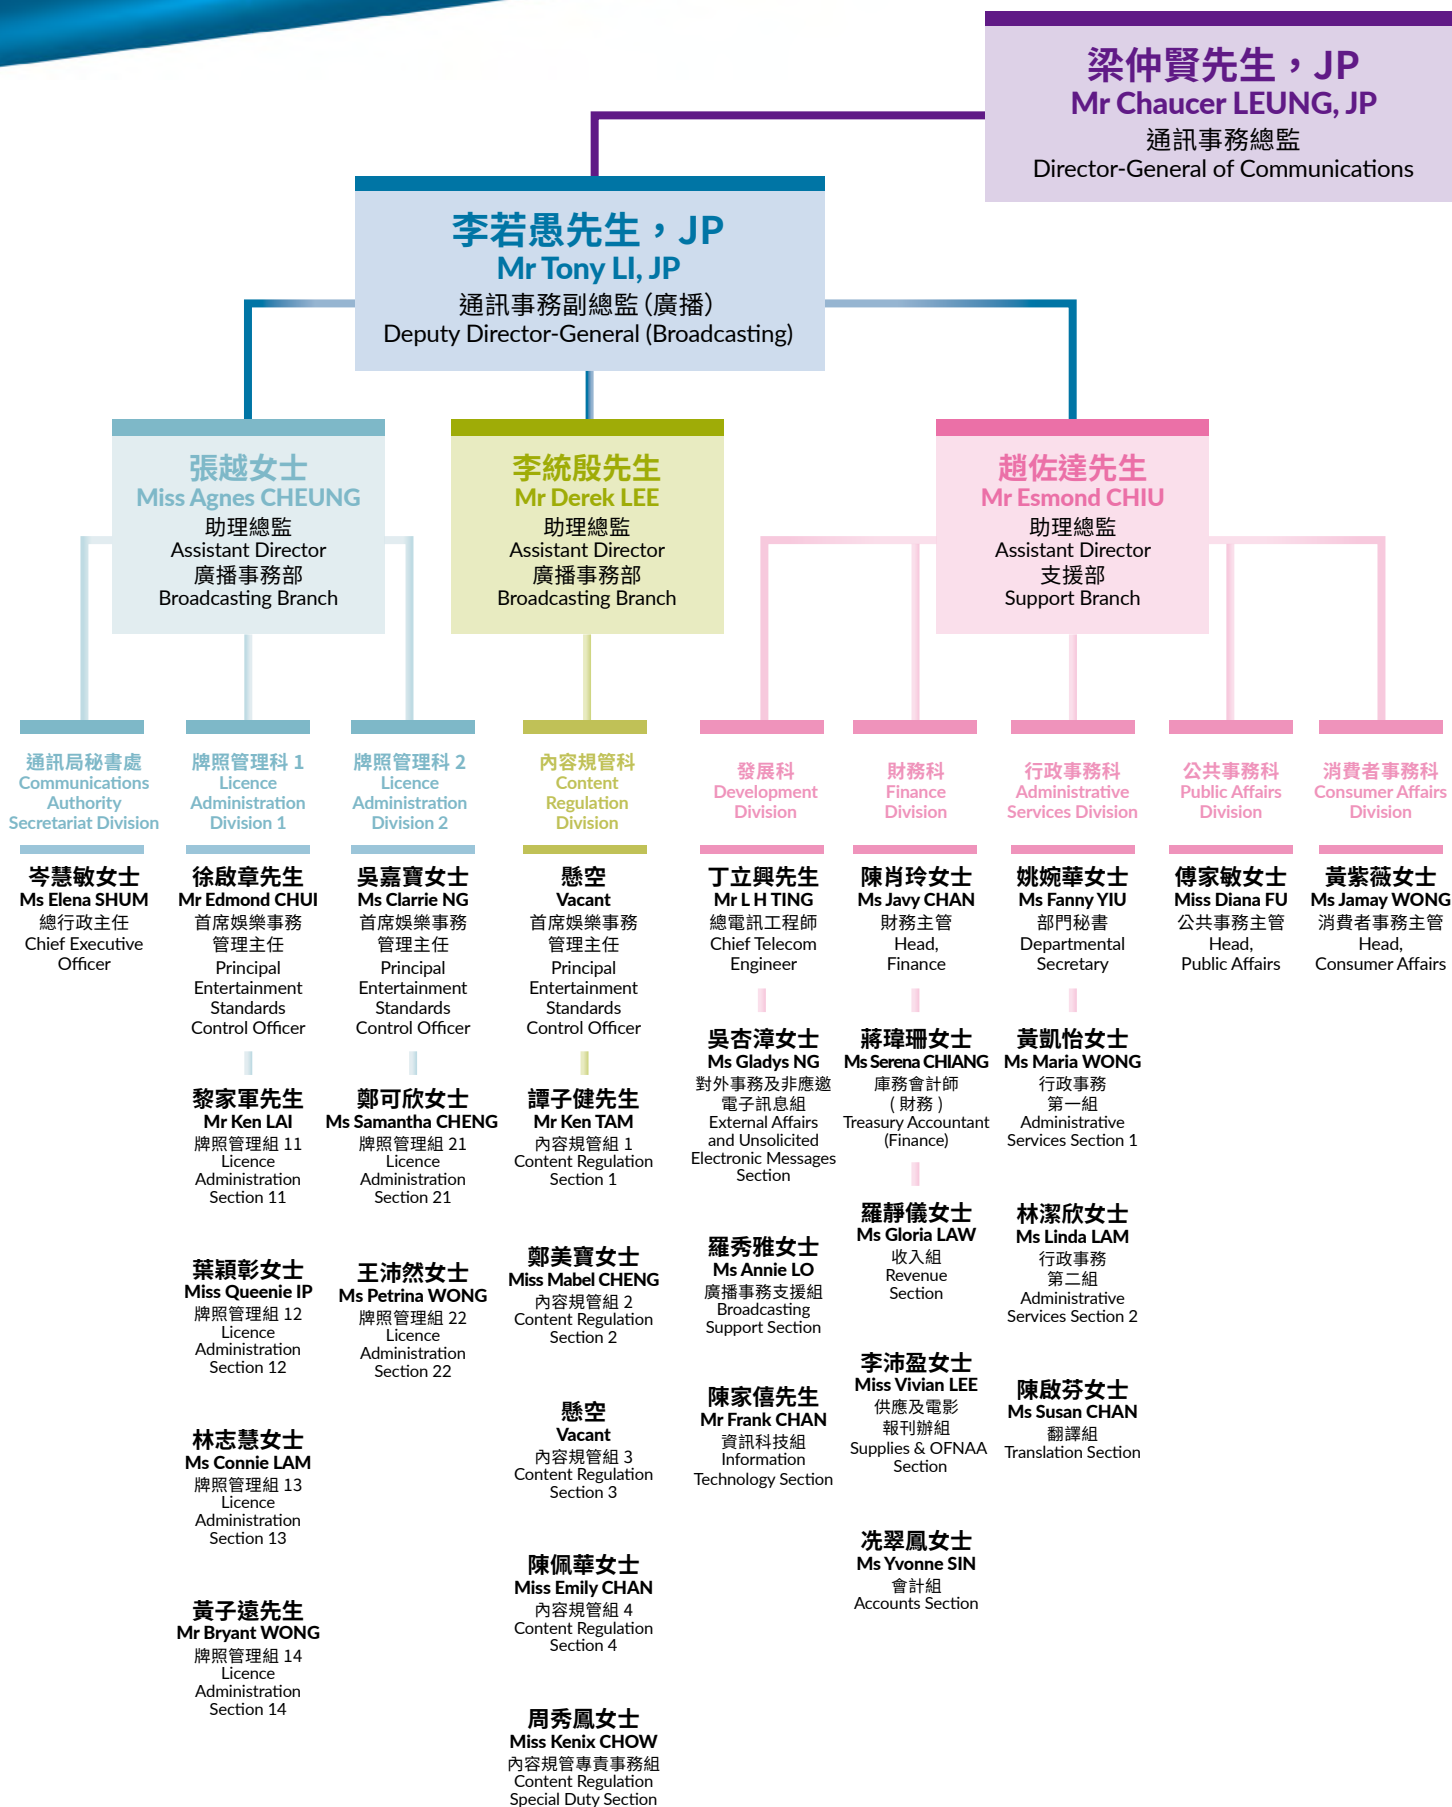 梁仲賢先生，JP
Mr Chaucer LEUNG, JP
通訊事務總監
Director-General of Communications
李若愚先生，JP
Mr Tony LI, JP
通訊事務副總監（廣播）
Deputy Director-General (Broadcasting)
張越女士
Miss Agnes CHEUNG
助理總監
Assistant Director
廣播事務部
Broadcasting Branch
李統殷先生
Mr Derek LEE
助理總監
Assistant Director
廣播事務部
Broadcasting Branch
趙佐達先生
Mr Esmond CHIU
助理總監
Assistant Director
支援部
Support Branch
通訊局秘書處
Communications
Authority
Secretariat Division
岑慧敏女士
Ms Elena SHUM
總行政主任
Chief Executive
Officer
牌照管理科 1
Licence
Administration
Division 1
徐啟章先生
Mr Edmond CHUI
首席娛樂事務
管理主任
Principal
Entertainment
Standards
Control Officer
黎家軍先生
Mr Ken LAI
牌照管理組 11
Licence
Administration
Section 11
葉穎彰女士
Miss Queenie IP
牌照管理組 12
Licence
Administration
Section 12
林志慧女士
Ms Connie LAM
牌照管理組 13
Licence
Administration
Section 13
黃子遠先生
Mr Bryant WONG
牌照管理組 14
Licence
Administration
Section 14
牌照管理科 2
Licence
Administration
Division 2
吳嘉寶女士
Ms Clarrie NG
首席娛樂事務
管理主任
Principal
Entertainment
Standards
Control Officer
鄭可欣女士
Ms Samantha CHENG
牌照管理組 21
Licence
Administration
Section 21
王沛然女士
Ms Petrina WONG
牌照管理組 22
Licence
Administration
Section 22
內容規管科
Content
Regulation
Division
懸空
Vacant
首席娛樂事務
管理主任
Principal
Entertainment
Standards
Control Officer
譚子健先生
Mr Ken TAM
內容規管組 1
Content Regulation
Section 1
鄭美寶女士
Miss Mabel CHENG
內容規管組 2
Content Regulation
Section 2
懸空
Vacant
內容規管組 3
Content Regulation
Section 3
陳佩華女士
Miss Emily CHAN
內容規管組 4
Content Regulation
Section 4
周秀鳳女士
Miss Kenix CHOW
內容規管專責事務組
Content Regulation
Special Duty Section
發展科
Development
Division
丁立興先生
Mr L H TING
總電訊工程師
Chief Telecom
Engineer
吳杏漳女士
Ms Gladys NG
對外事務及非應邀
電子訊息組
External Affairs
and Unsolicited
Electronic Messages
Section
羅秀雅女士
Ms Annie LO
廣播事務支援組
Broadcasting
Support Section
陳家僖先生
Mr Frank CHAN
資訊科技組
Information
Technology Section
財務科
Finance
Division
陳肖玲女士
Ms Javy CHAN
財務主管
Head,
Finance
蔣瑋珊女士
Ms Serena CHIANG
庫務會計師
( 財務 )
Treasury Accountant
(Finance)
羅靜儀女士
Ms Gloria LAW
收入組
Revenue
Section
李沛盈女士
Miss Vivian LEE
供應及電影
報刊辦組
Supplies & OFNAA
Section
冼翠鳳女士
Ms Yvonne SIN
會計組
Accounts Section
行政事務科
Administrative
Services Division
姚婉華女士
Ms Fanny YIU
部門秘書
Departmental
Secretary
黃凱怡女士
Ms Maria WONG
行政事務
第一組
Administrative
Services Section 1
林潔欣女士
Ms Linda LAM
行政事務
第二組
Administrative
Services Section 2
陳啟芬女士
Ms Susan CHAN
翻譯組
Translation Section
公共事務科
Public Affairs
Division
傅家敏女士
Miss Diana FU
公共事務主管
Head,
Public Affairs
消費者事務科
Consumer Affairs
Division
黃紫薇女士
Ms Jamay WONG
消費者事務主管
Head,
Consumer Affairs